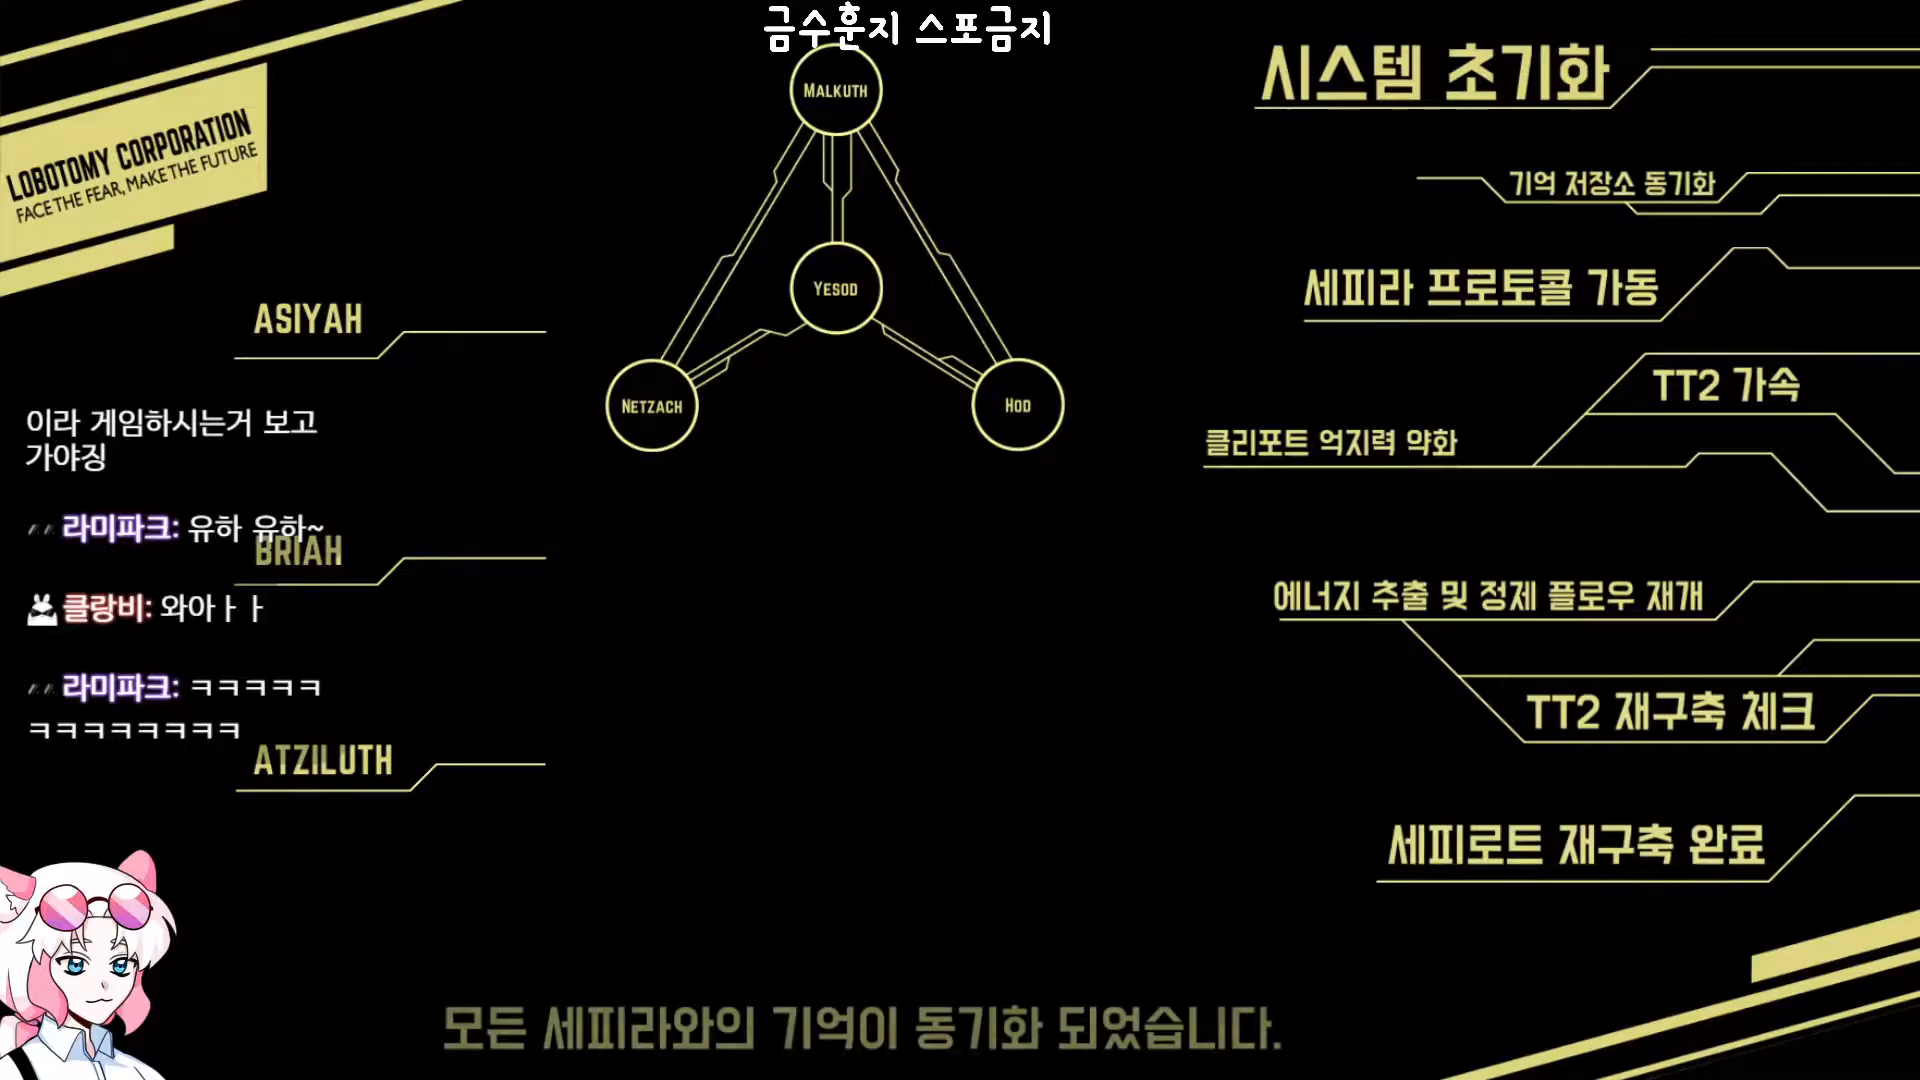 금수훈지 스포금지
LOBOTOMY CORPORATION
FACE THE FEAR, MAKE THE FUTURE
MALKUTH
YESOD
NETZACH
HOD
ASIYAH
이라 게임하시는거 보고
가야징
라미파크: 유하 유하~
BRIAH
클랑비: 와아ㅏㅏ
라미파크: ㅋㅋㅋㅋㅋ
ㅋㅋㅋㅋㅋㅋㅋㅋ
ATZILUTH
시스템 초기화
기억 저장소 동기화
세피라 프로토콜 가동
TT2 가속
클리포트 억지력 약화
에너지 추출 및 정제 플로우 재개
TT2 재구축 체크
세피로트 재구축 완료
모든 세피라와의 기억이 동기화 되었습니다.